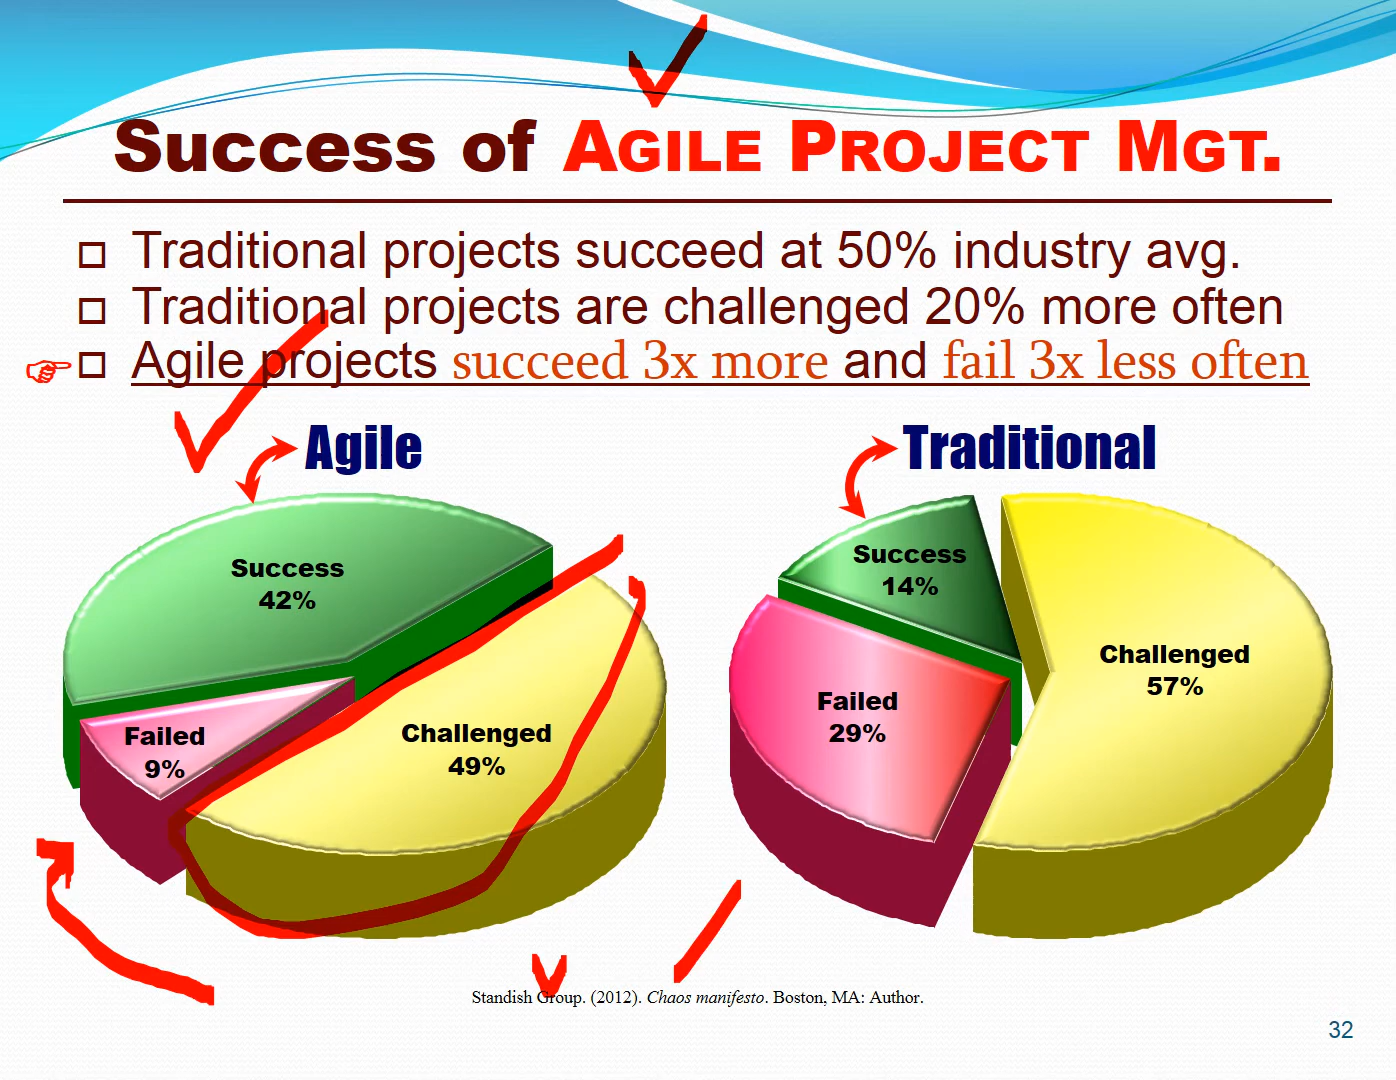 Success of AGILE PROJECT MGT.
Traditional projects succeed at 50% industry avg.
Traditional projects are challenged 20% more often
Agile projects succeed 3x more and fail 3x less often
Agile
Traditional
Success
42%
Failed
9%
Challenged
49%
Success
14%
Failed
29%
Challenged
57%
Standish Group. (2012). Chaos manifesto. Boston, MA: Author.
32